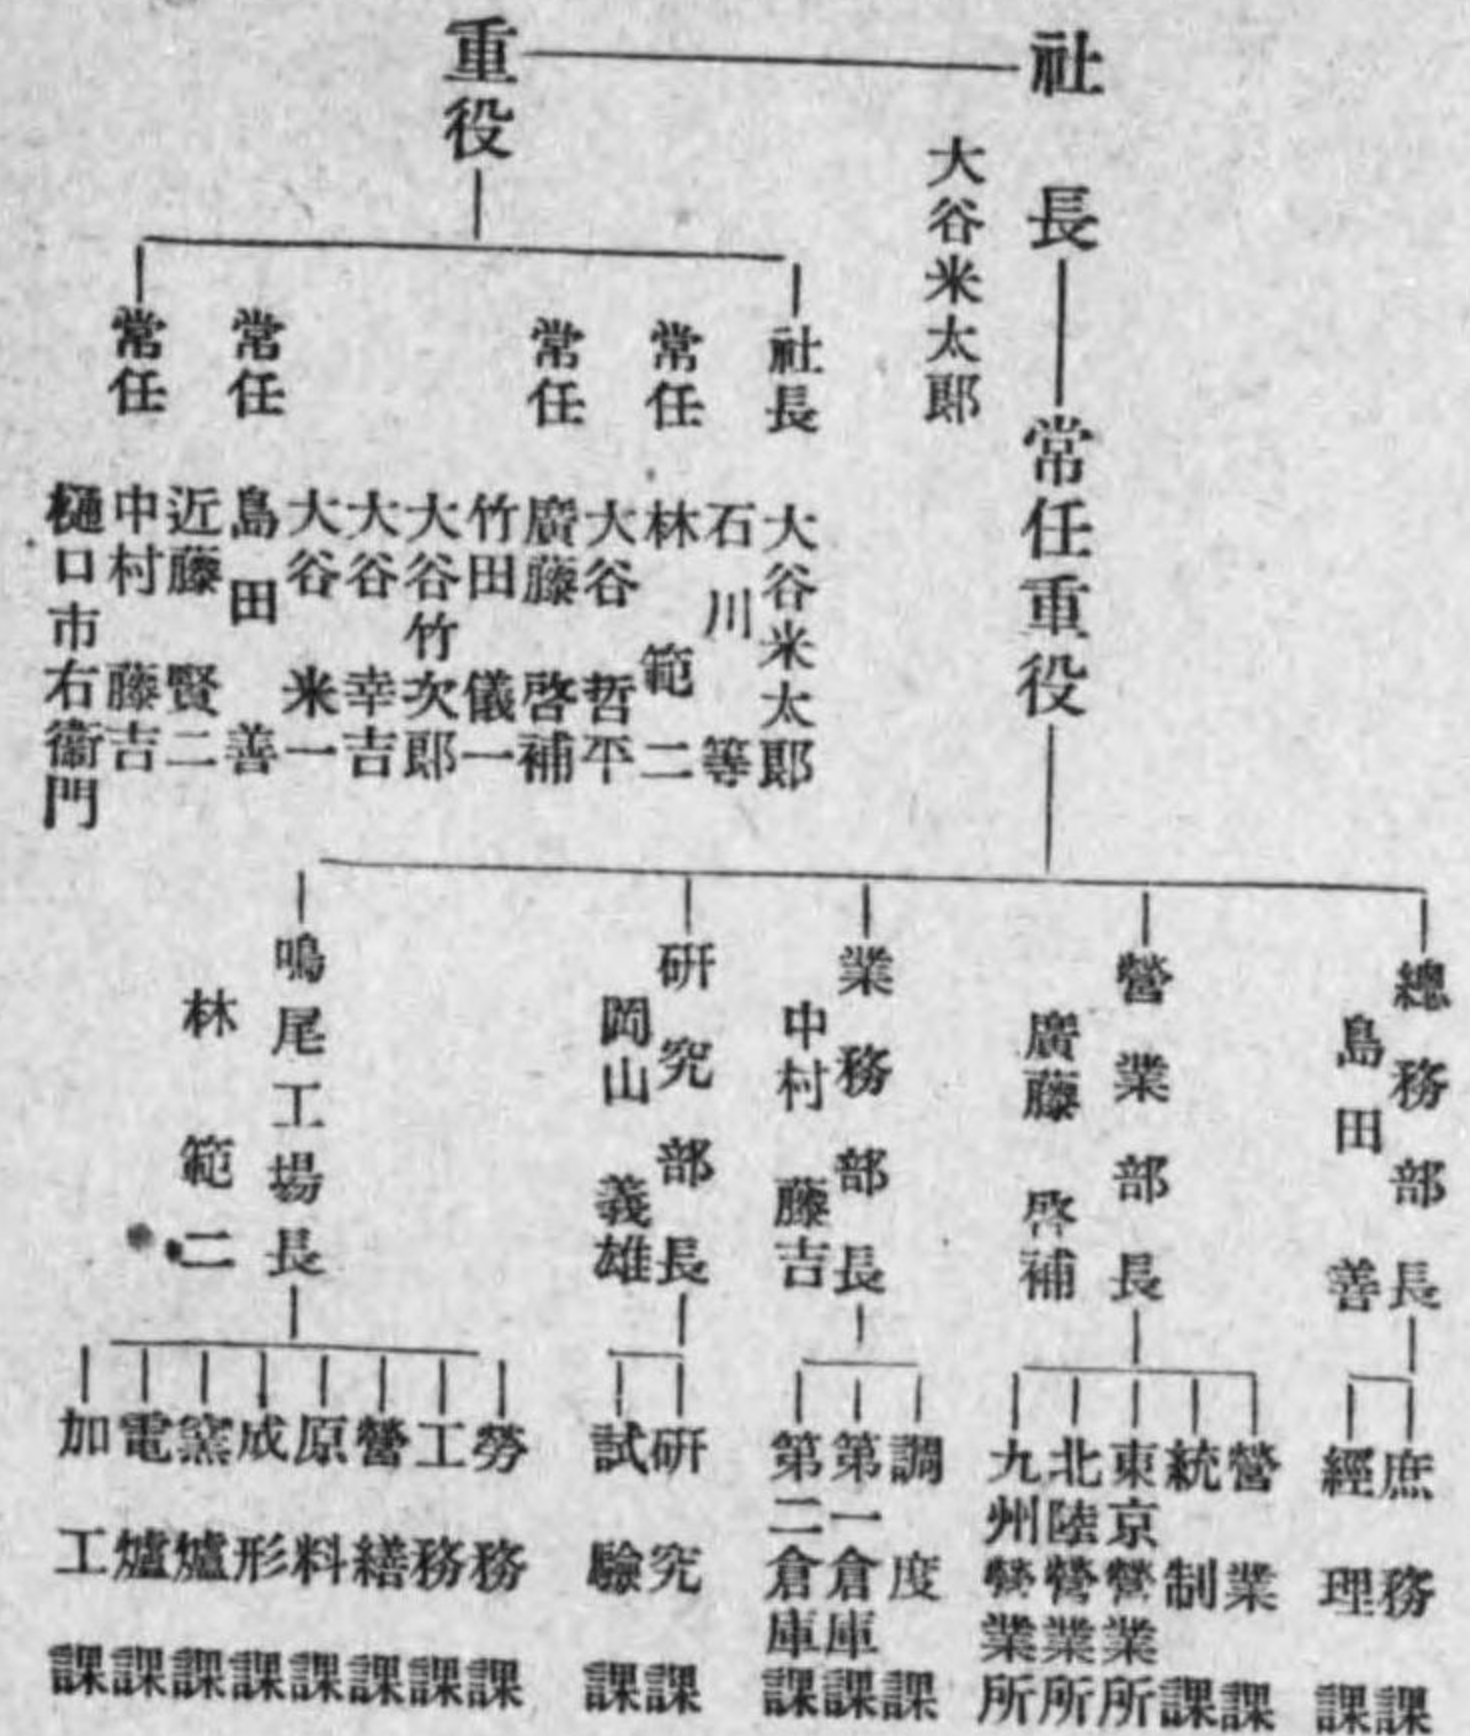 社長
大谷米太郎
常任重役
重役
社長 大谷米太郎
石川等
常任 林範二
大谷哲平
常任 廣藤啓補
竹田儀一
大谷竹次郎
大谷幸吉
大谷米一
常任 島田善
近藤賢二
常任 中村藤吉
樋口市右衞門
總務部長
島田善
庶務課
經理課
營業部長
廣藤啓補
營業課
統制課
東京營業所
北陸營業所
九州營業所
業務部長
中村藤吉
調度課
第一倉庫課
第二倉庫課
研究部長
岡山義雄
研究課
試驗課
鳴尾工場長
林範二
勞務課
工務課
營繕課
原料課
成形課
窯爐課
電爐課
加工課